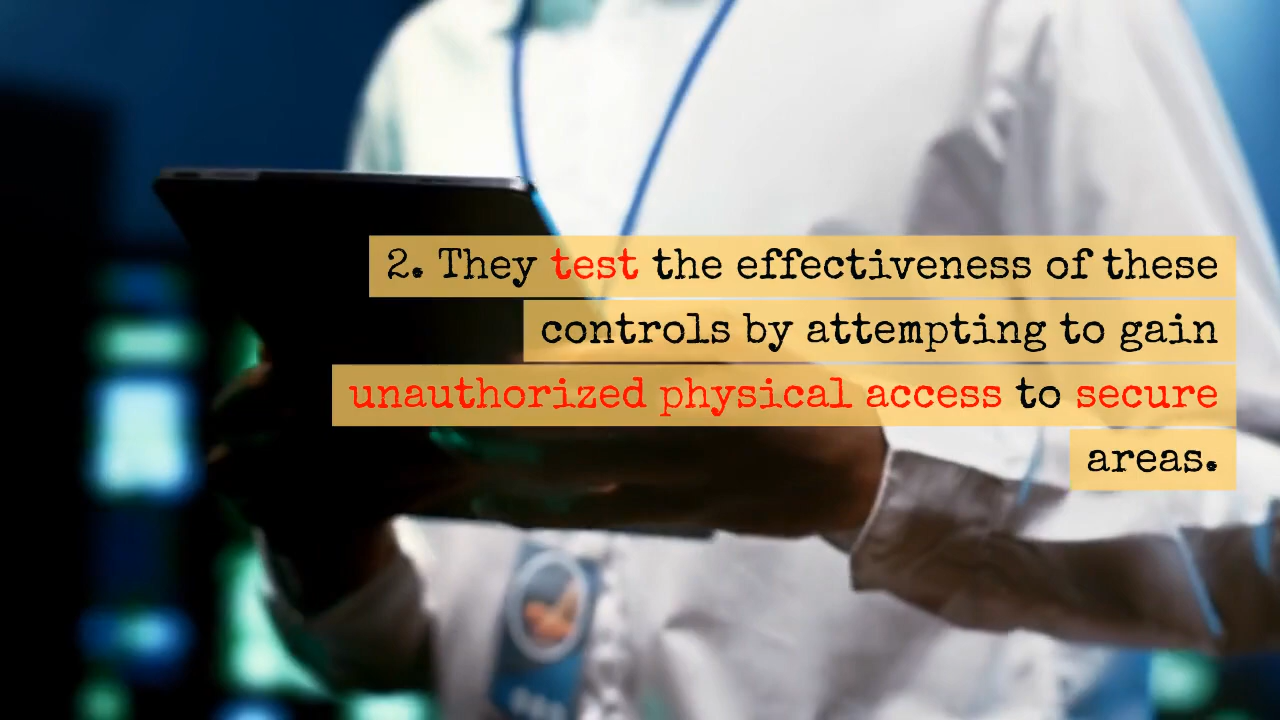 2. They test the effectiveness of these
controls by attempting to gain
unauthorized physical access to secure
areas.